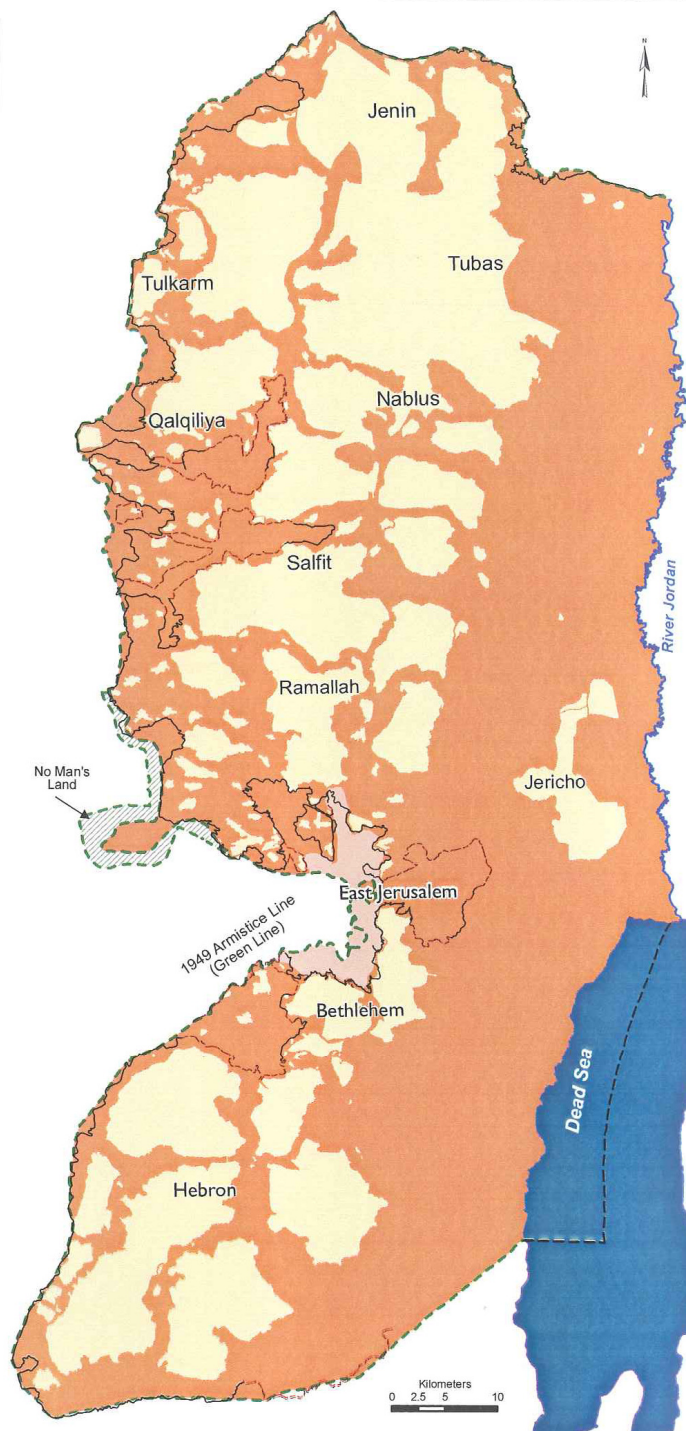 N
Jenin
Tubas
Tulkarm
Nablus
Qalqiliya
Salfit
River Jordan
Ramallah
No Man's
Land
Jericho
East Jerusalem
1949 Armistice Line
(Green Line)
Bethlehem
Dead Sea
Hebron
Kilometers
0 2.5 5 10